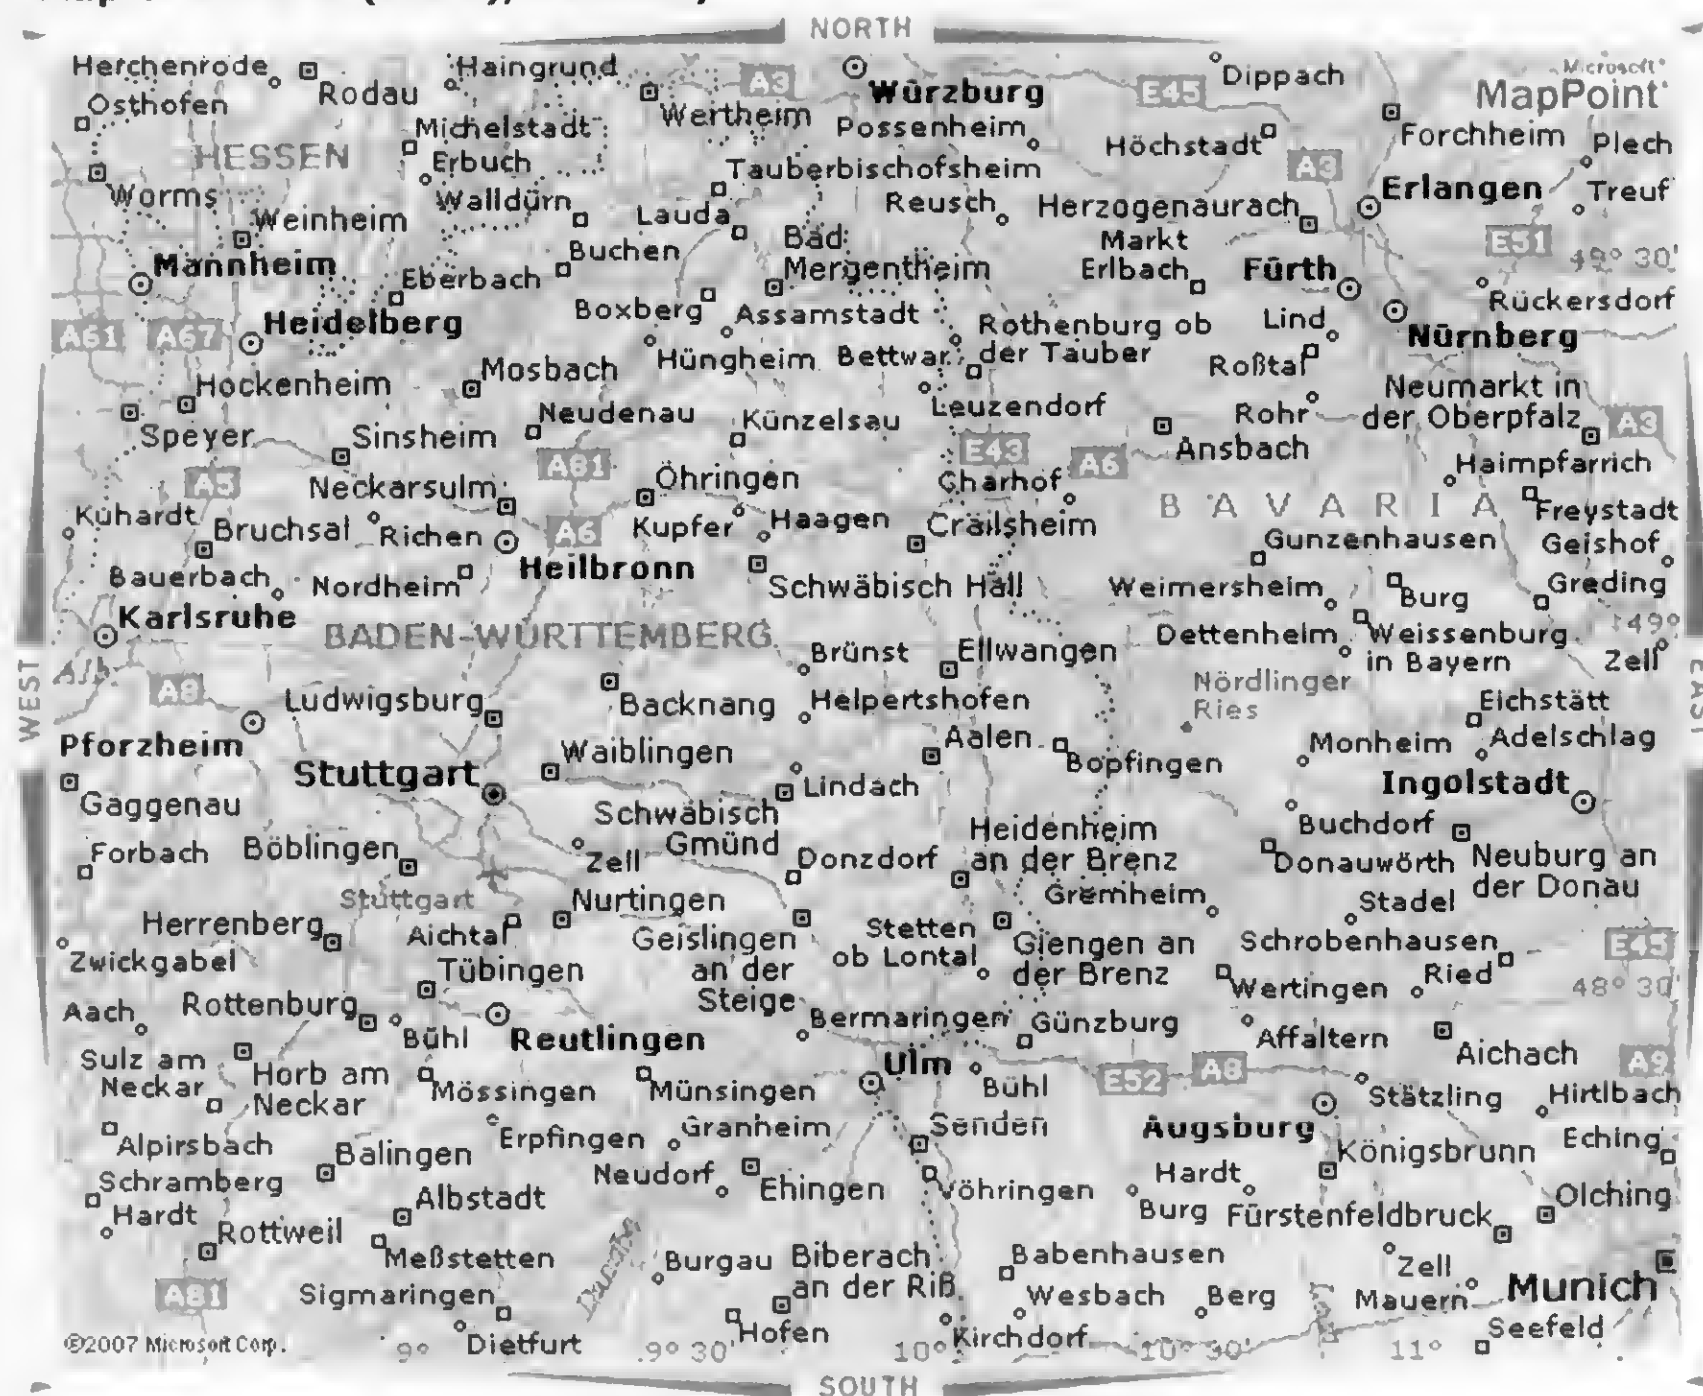 NORTH
Herchenrode
Rodau
Haingrund
A3
Würzburg
E45
Dippach
Microsoft
MapPoint
Osthofen
Michelstadt
Wertheim
Possenheim
Höchstadt
Forchheim
Plech
HESSEN
Erbuch
Tauberbischofsheim
A3
Erlangen
Treuf
Worms
Weinheim
Walldürn
Lauda
Reusch
Herzogenaurach
Mannheim
Eberbach
Buchen
Bad
Mergentheim
Markt
Erlbach
Fürth
E51
49° 30'
A61
A67
Heidelberg
Boxberg
Assamstadt
Rothenburg ob
der Tauber
Lind
Rückersdorf
Nürnberg
Hockenheim
Mosbach
Hüngheim
Bettwar
Roßtal
Neumarkt in
der Oberpfalz
Speyer
Sinsheim
Neudenau
Künzelsau
Leuzendorf
Rohr
A3
Ansbach
A5
Neckarsulm
A81
Öhringen
E43
A6
Charhof
Haimpfarrich
BAVARIA
Freystadt
Kuhardt
Bruchsal
Richen
A6
Kupfer
Haagen
Crailsheim
Gunzenhausen
Geishof
Bauerbach
Nordheim
Heilbronn
Schwäbisch Hall
Weimersheim
Burg
Greding
Karlsruhe
BADEN-WÜRTTEMBERG
Brünst
Ellwangen
Dettenheim
Weissenburg
in Bayern
49°
Zell
WEST
Alb
A8
Ludwigsburg
Backnang
Helpertshofen
Nördlinger
Ries
Eichstätt
EAST
Pforzheim
Waiblingen
Aalen
Bopfingen
Monheim
Adelschlag
Stuttgart
Lindach
Ingolstadt
Gaggenau
Schwäbisch
Gmünd
Heidenheim
an der Brenz
Buchdorf
Forbach
Böblingen
Zell
Donzdorf
Donauwörth
Neuburg an
der Donau
Stuttgart
Nurtingen
Gremheim
Stadel
Herrenberg
Aichtal
Geislingen
an der
Steige
Stetten
ob Lontal
Giengen an
der Brenz
Schrobenhausen
E45
Zwickgabel
Tübingen
Wertingen
Ried
48° 30'
Aach
Rottenburg
Bühl
Reutlingen
Bermaringen
Günzburg
Affaltern
Aichach
Sulz am
Neckar
Horb am
Neckar
Mössingen
Münsingen
Ulm
Bühl
E52
A8
A9
Stätzling
Hirtlbach
Alpirsbach
Balingen
Erpfingen
Granheim
Senden
Augsburg
Königsbrunn
Eching
Schramberg
Albstadt
Neudorf
Ehingen
Vöhringen
Hardt
Burg
Fürstenfeldbruck
Olching
Hardt
Rottweil
Meßstetten
Burgau
Biberach
an der Riß
Babenhausen
Zell
Munich
A81
Sigmaringen
Danube
Wesbach
Berg
Mauern
©2007 Microsoft Corp.
9°
Dietfurt
9° 30'
Hofen
10°
Kirchdorf
10° 30'
11°
Seefeld
SOUTH